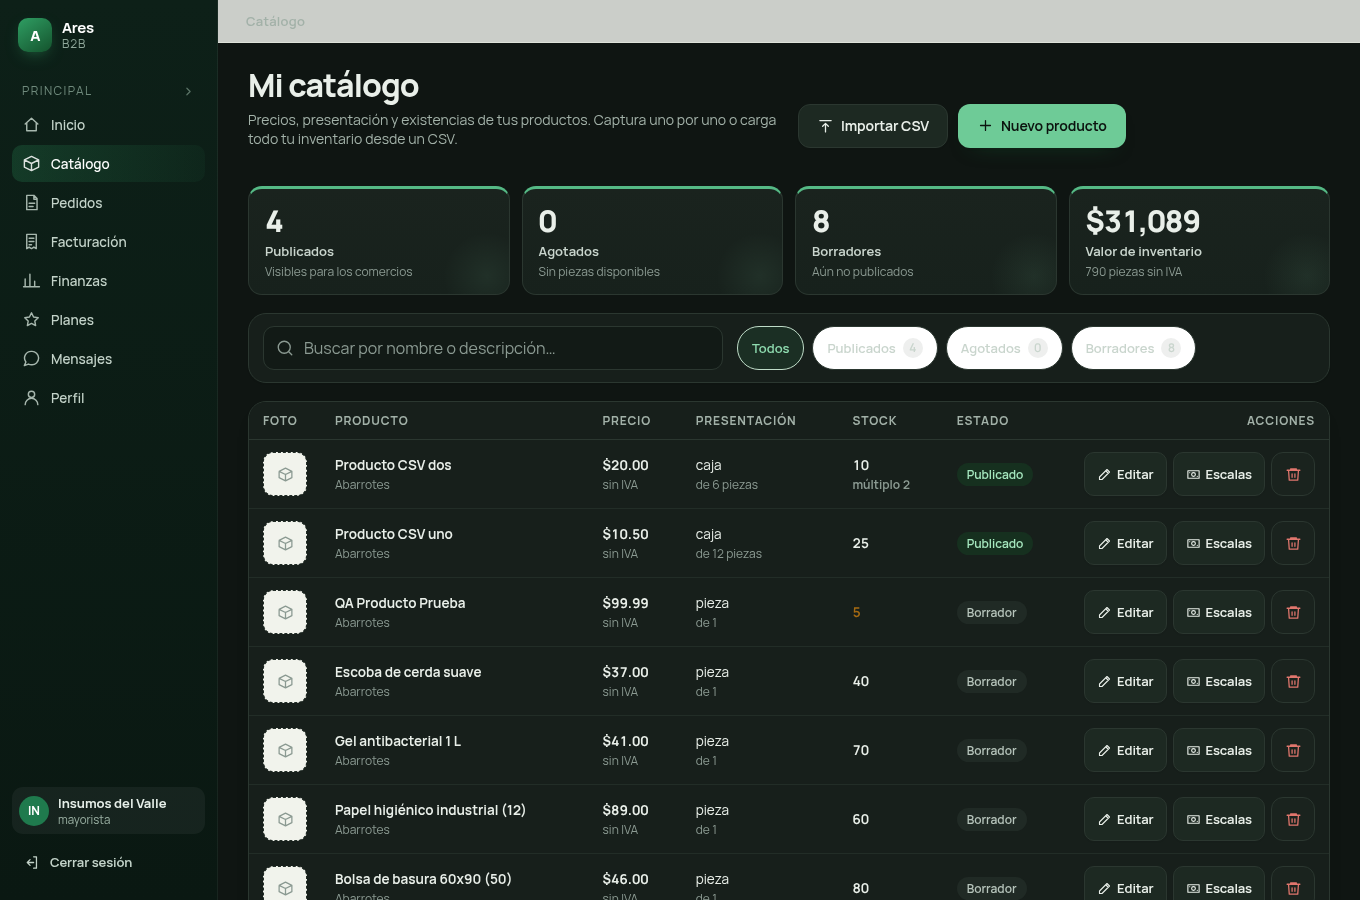 A
Ares
B2B
PRINCIPAL
Inicio
Catálogo
Pedidos
Facturación
Finanzas
Planes
Mensajes
Perfil
IN
Insumos del Valle
mayorista
Cerrar sesión
Catálogo
Mi catálogo
Precios, presentación y existencias de tus productos. Captura uno por uno o carga
todo tu inventario desde un CSV.
Importar CSV
Nuevo producto
4
Publicados
Visibles para los comercios
0
Agotados
Sin piezas disponibles
8
Borradores
Aún no publicados
$31,089
Valor de inventario
790 piezas sin IVA
Buscar por nombre o descripción...
Todos
Publicados 4
Agotados 0
Borradores 8
FOTO PRODUCTO PRECIO PRESENTACIÓN STOCK ESTADO ACCIONES
Producto CSV dos $20.00 caja 10 Publicado Editar Escalas
Abarrotes sin IVA de 6 piezas múltiplo 2
Producto CSV uno $10.50 caja 25 Publicado Editar Escalas
Abarrotes sin IVA de 12 piezas
QA Producto Prueba $99.99 pieza 5 Borrador Editar Escalas
Abarrotes sin IVA de 1
Escoba de cerda suave $37.00 pieza 40 Borrador Editar Escalas
Abarrotes sin IVA de 1
Gel antibacterial 1 L $41.00 pieza 70 Borrador Editar Escalas
Abarrotes sin IVA de 1
Papel higiénico industrial (12) $89.00 pieza 60 Borrador Editar Escalas
Abarrotes sin IVA de 1
Bolsa de basura 60x90 (50) $46.00 pieza 80 Borrador Editar Escalas
Abarrotes sin IVA de 1